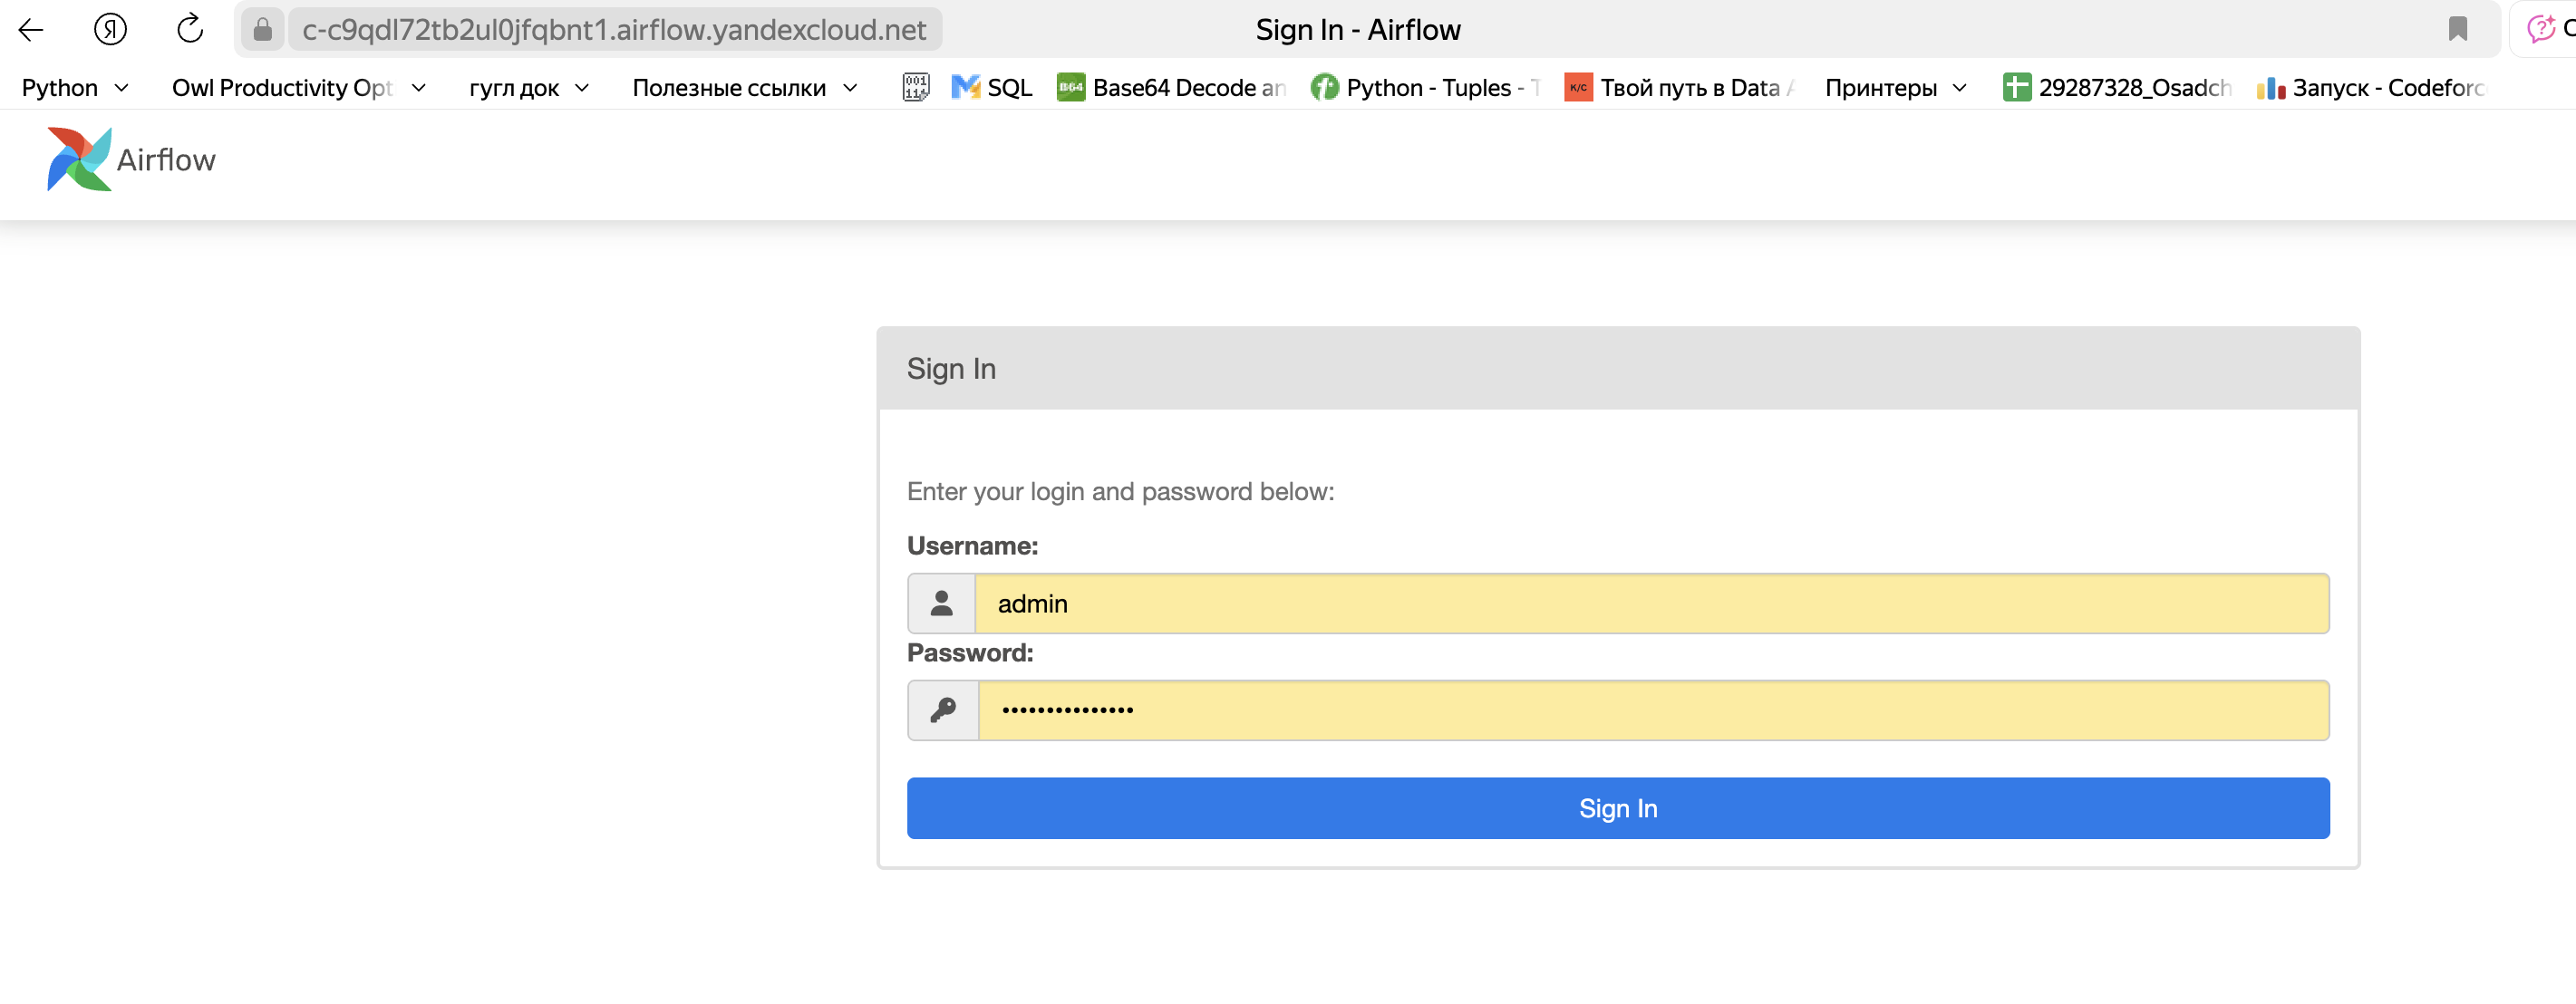 Я c-c9qdl72tb2ul0jfqbnt1.airflow.yandexcloud.net Sign In - Airflow
Python Owl Productivity Opt гугл док Полезные ссылки SQL B64 Base64 Decode an Python - Tuples - T К/С Твой путь в Data A Принтеры 29287328_Osadch Запуск - Codeforc
Airflow
Sign In
Enter your login and password below:
Username:
admin
Password:
•••••••••••••••
Sign In